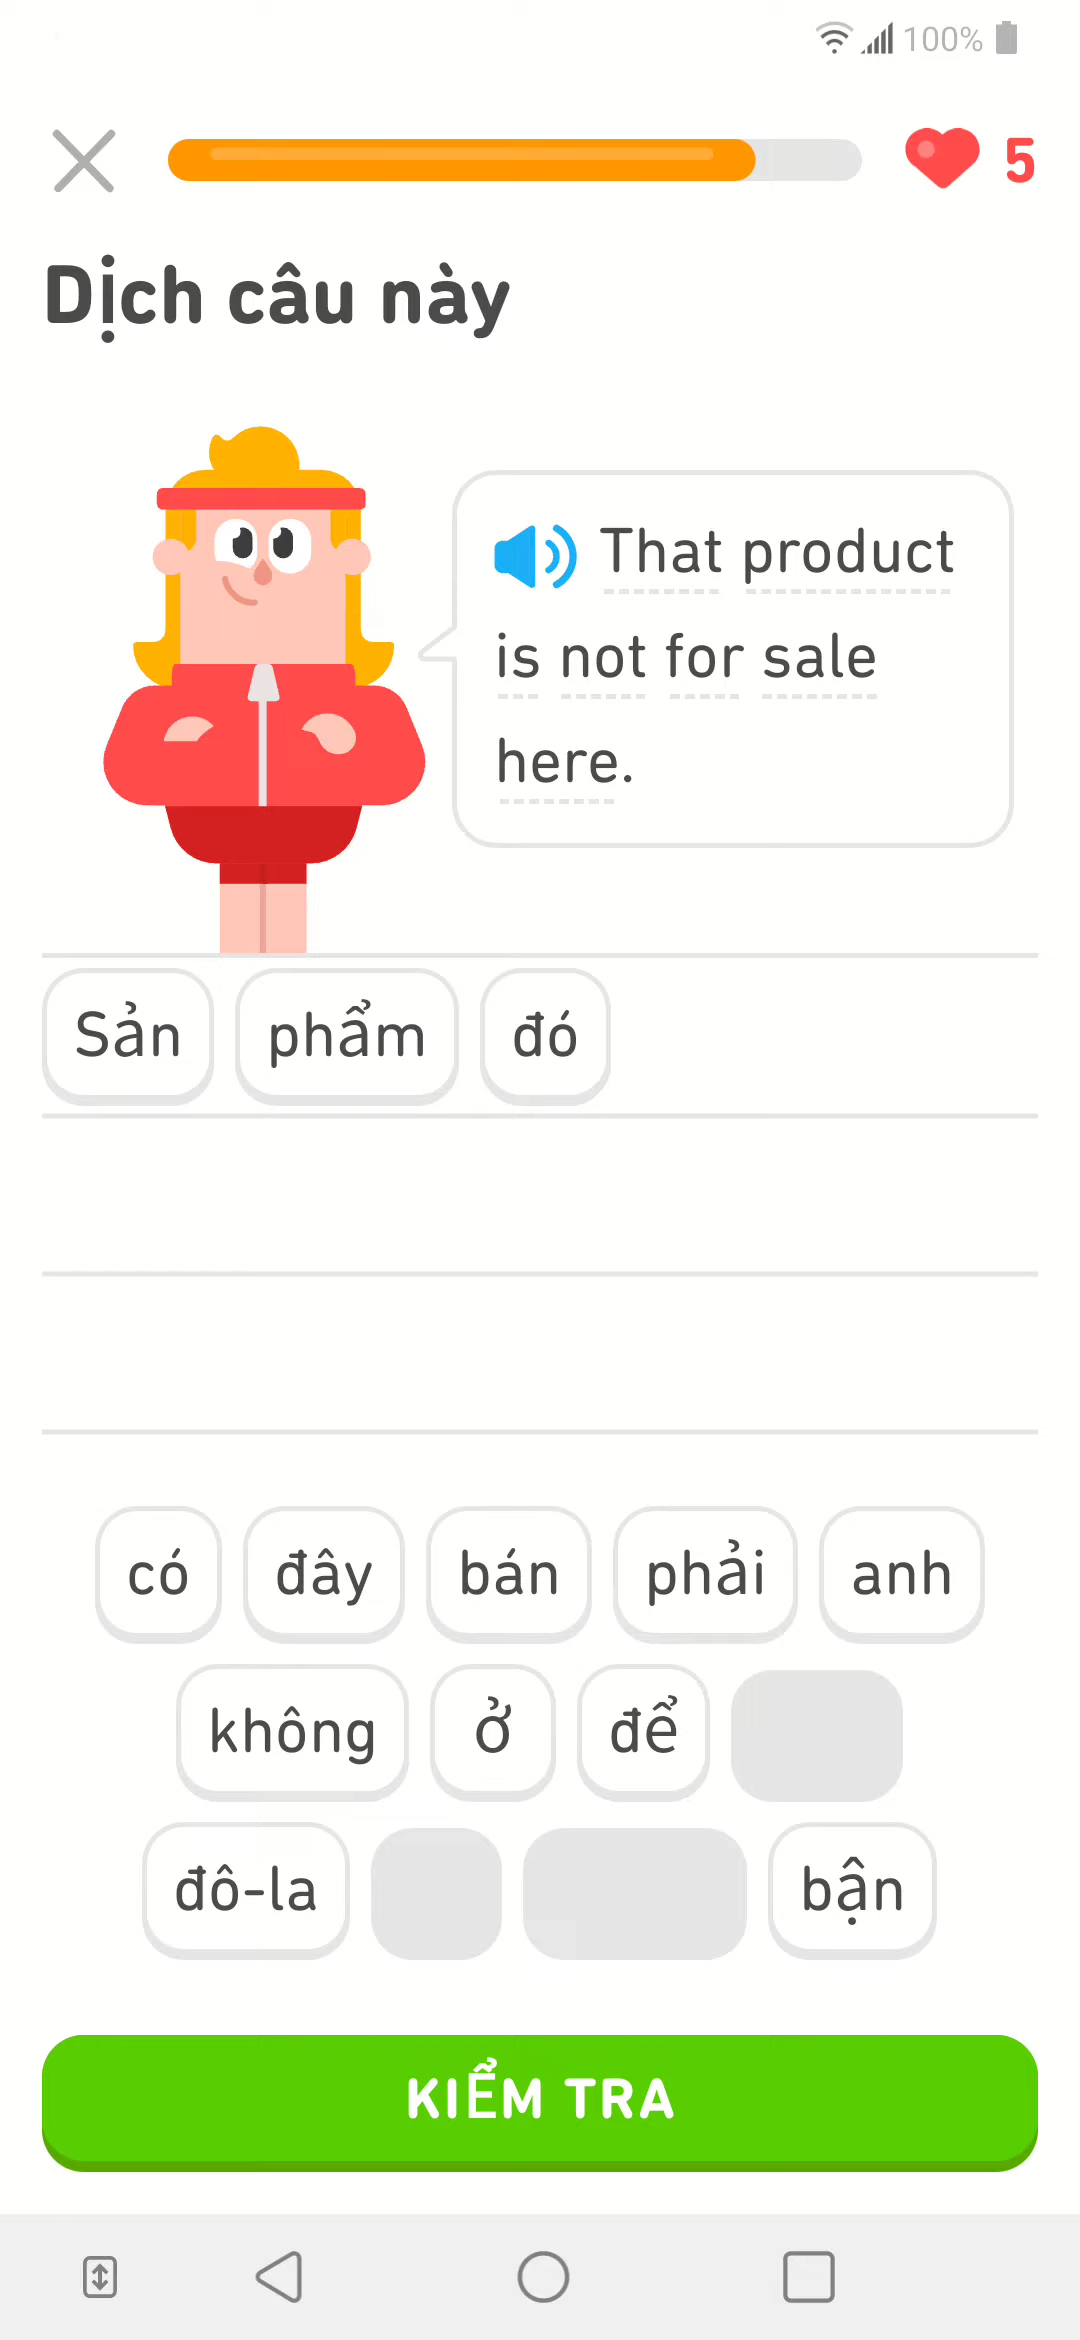 100%
5
Dịch câu này
That product
is not for sale
here.
Sản phẩm đó
có đây bán phải anh
không ở để
đô-la bận
KIỂM TRA